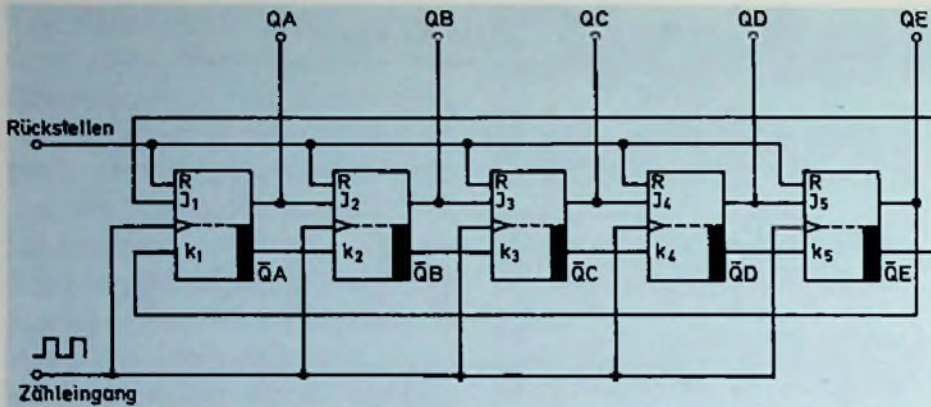 QA QB QC QD QE
Rückstellen
R R R R R
J₁ J₂ J₃ J₄ J₅
k₁ k₂ k₃ k₄ k₅
Q̄A Q̄B Q̄C Q̄D Q̄E
Zähleingang